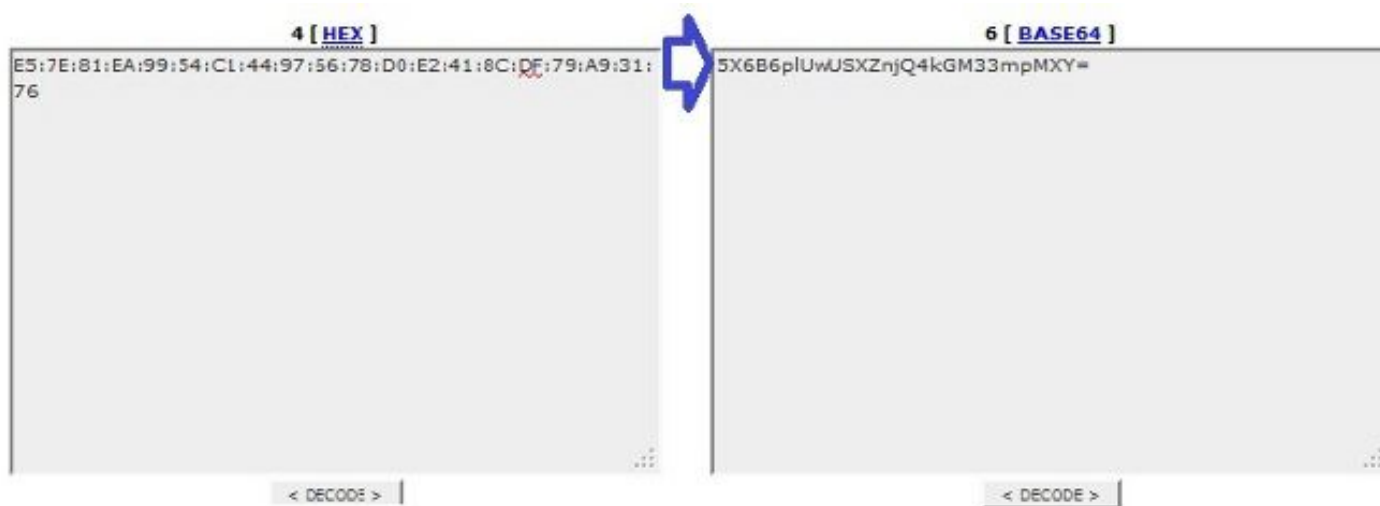 4 [ HEX ]
6 [ BASE64 ]
E5:7E:81:EA:99:54:C1:44:97:66:78:D0:E2:41:8C:DF:79:A9:31:
76
5X6B6plUwUSXZnjQ4kGM33mpMXY=
< DECODE >
< DECODE >